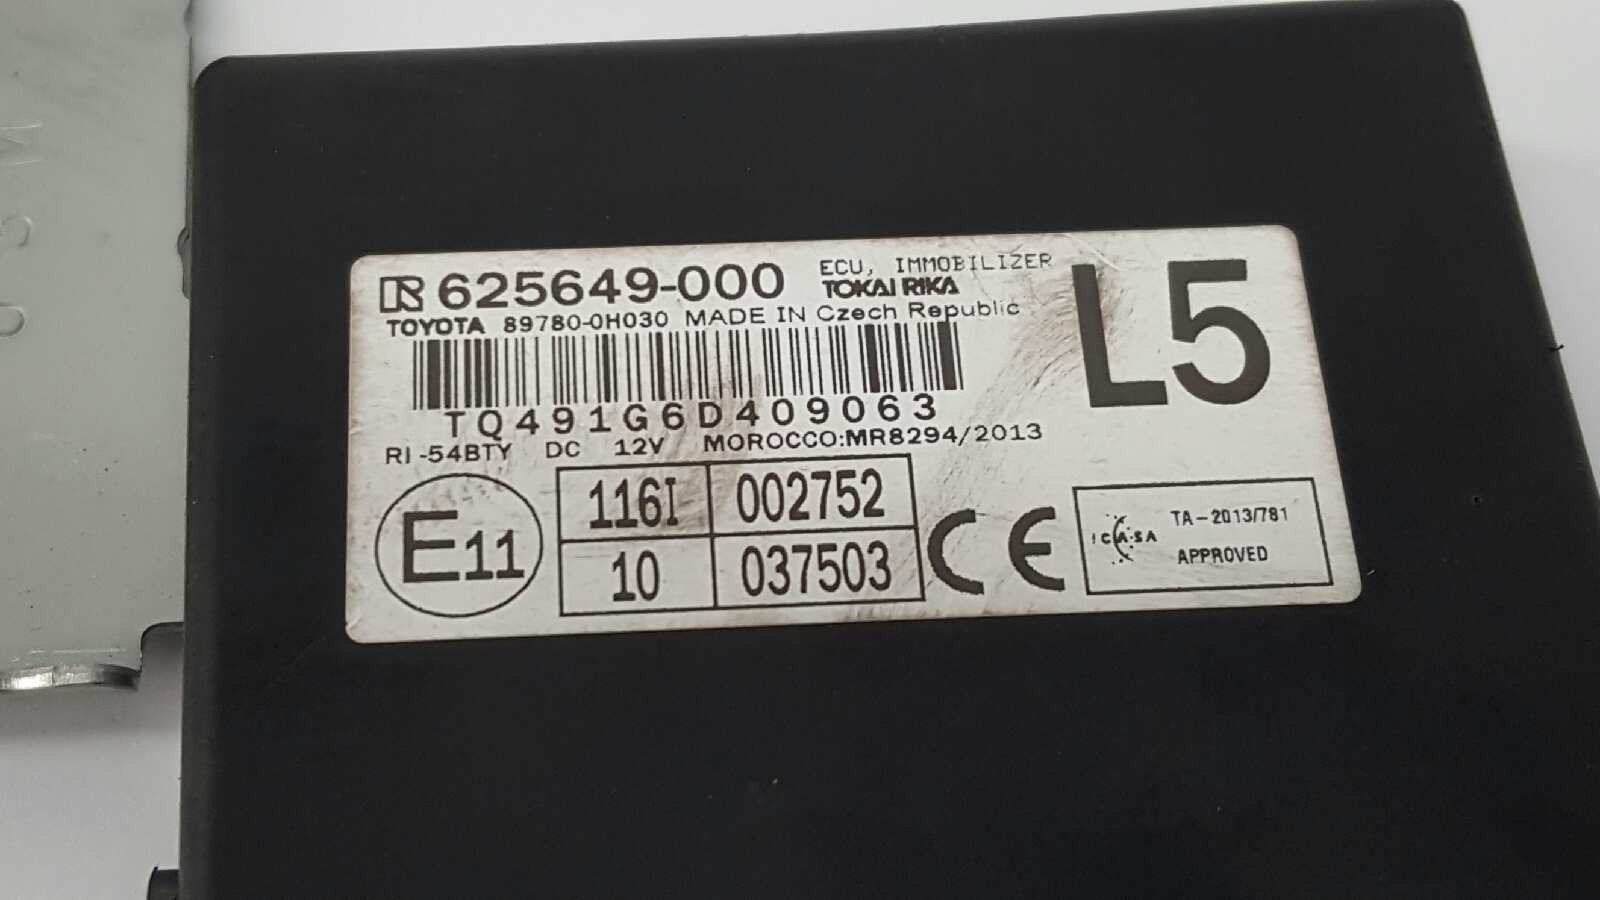 R 625649-000 ECU, IMMOBILIZER
TOKAI RIKA
TOYOTA 89780-0H030 MADE IN Czech Republic
L5
TQ491G6D409063
RI-54BTY DC 12V MOROCCO:MR8294/2013
E11
116I 002752
10 037503
CE
ICASA
TA-2013/781
APPROVED